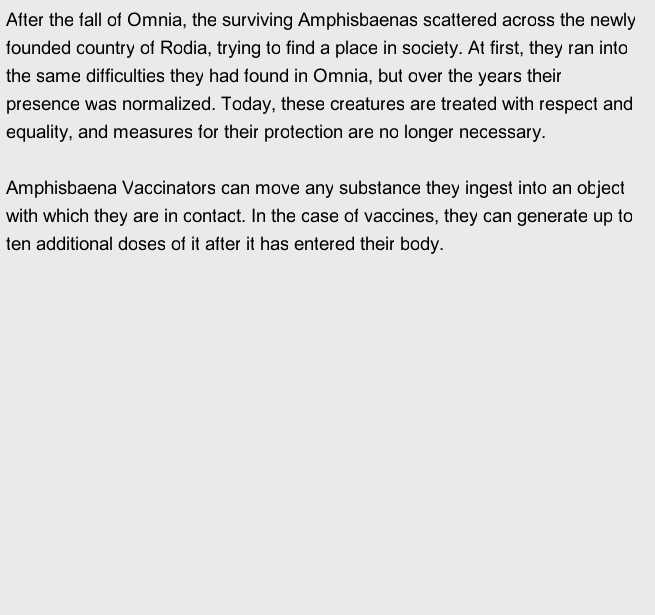 After the fall of Omnia, the surviving Amphisbaenas scattered across the newly
founded country of Rodia, trying to find a place in society. At first, they ran into
the same difficulties they had found in Omnia, but over the years their
presence was normalized. Today, these creatures are treated with respect and
equality, and measures for their protection are no longer necessary.

Amphisbaena Vaccinators can move any substance they ingest into an object
with which they are in contact. In the case of vaccines, they can generate up to
ten additional doses of it after it has entered their body.